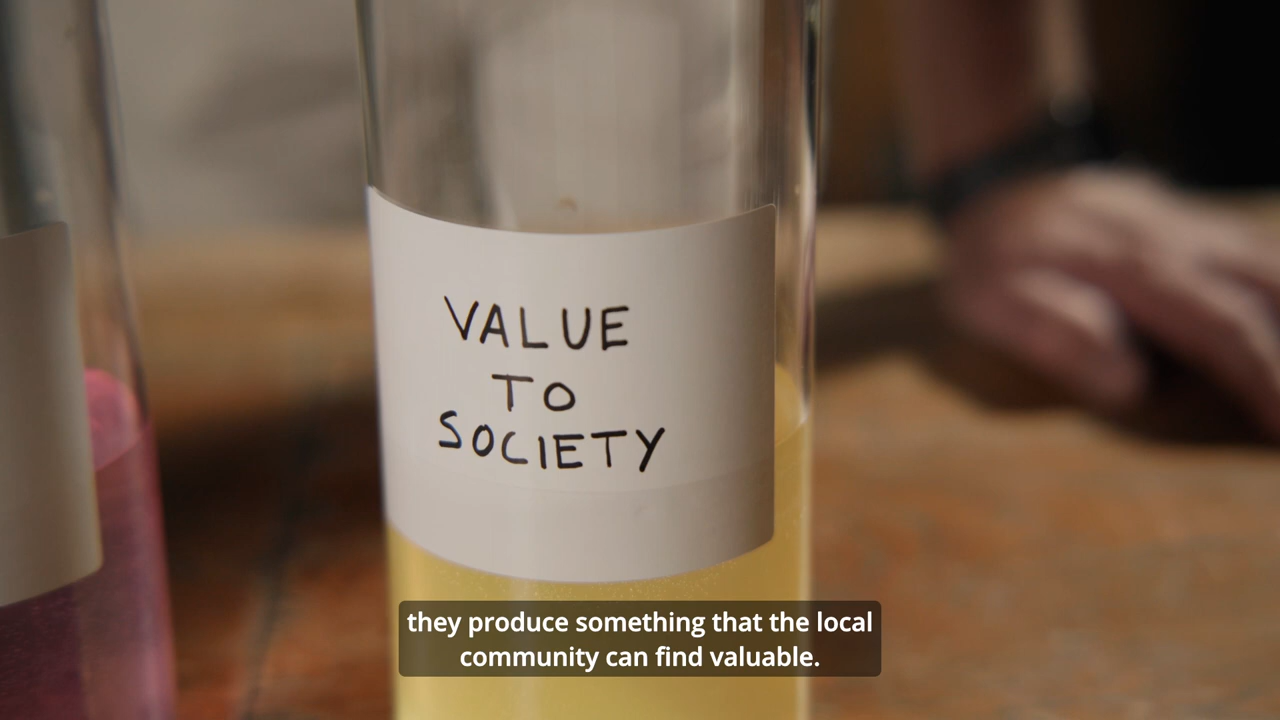 VALUE
TO
SOCIETY
they produce something that the local
community can find valuable.